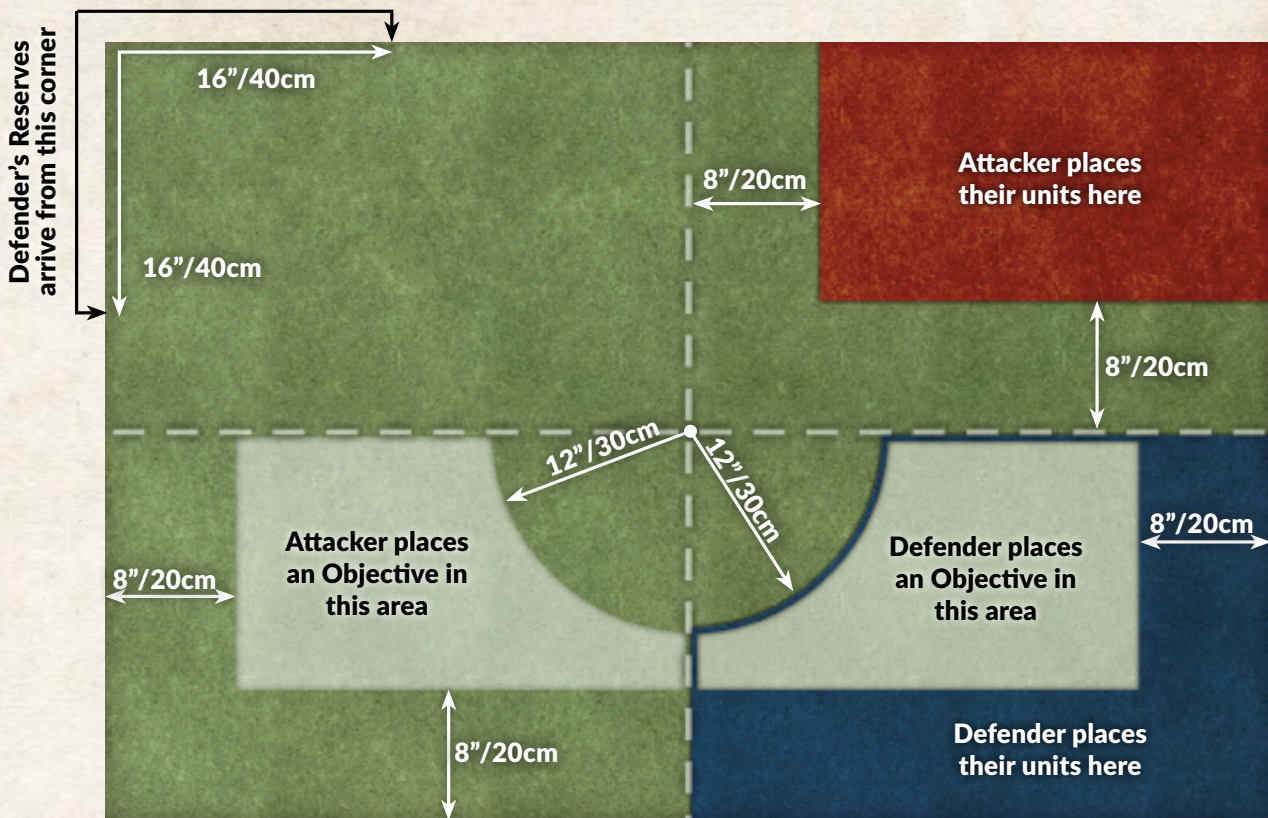 Defender’s Reserves
arrive from this corner
16”/40cm
16”/40cm
8”/20cm
Attacker places
their units here
8”/20cm
12”/30cm
12”/30cm
8”/20cm
Attacker places
an Objective in
this area
Defender places
an Objective in
this area
8”/20cm
8”/20cm
Defender places
their units here